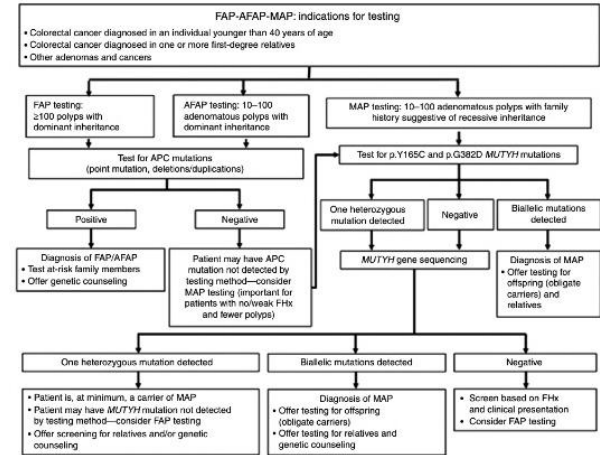 FAP-AFAP-MAP: indications for testing
• Colorectal cancer diagnosed in an individual younger than 40 years of age
• Colorectal cancer diagnosed in one or more first-degree relatives
• Other adenomas and cancers
FAP testing:
≥100 polyps with
dominant inheritance
AFAP testing: 10–100
adenomatous polyps with
dominant inheritance
MAP testing: 10–100 adenomatous polyps with family
history suggestive of recessive inheritance
Test for APC mutations
(point mutation, deletions/duplications)
Test for p.Y165C and p.G382D MUTYH mutations
Positive
Negative
One heterozygous
mutation detected
Negative
Biallelic mutations
detected
Diagnosis of FAP/AFAP
• Test at-risk family members
• Offer genetic counseling
Patient may have APC
mutation not detected by
testing method—consider
MAP testing (important for
patients with no/weak FHx
and fewer polyps)
MUTYH gene sequencing
Diagnosis of MAP
• Offer testing for
offspring (obligate
carriers) and
relatives
One heterozygous mutation detected
Biallelic mutations detected
Negative
• Patient is, at minimum, a carrier of MAP
• Patient may have MUTYH mutation not detected
by testing method—consider FAP testing
• Offer screening for relatives and/or genetic
counseling
Diagnosis of MAP
• Offer testing for offspring
(obligate carriers)
• Offer testing for relatives and
genetic counseling
• Screen based on FHx
and clinical presentation
• Consider FAP testing